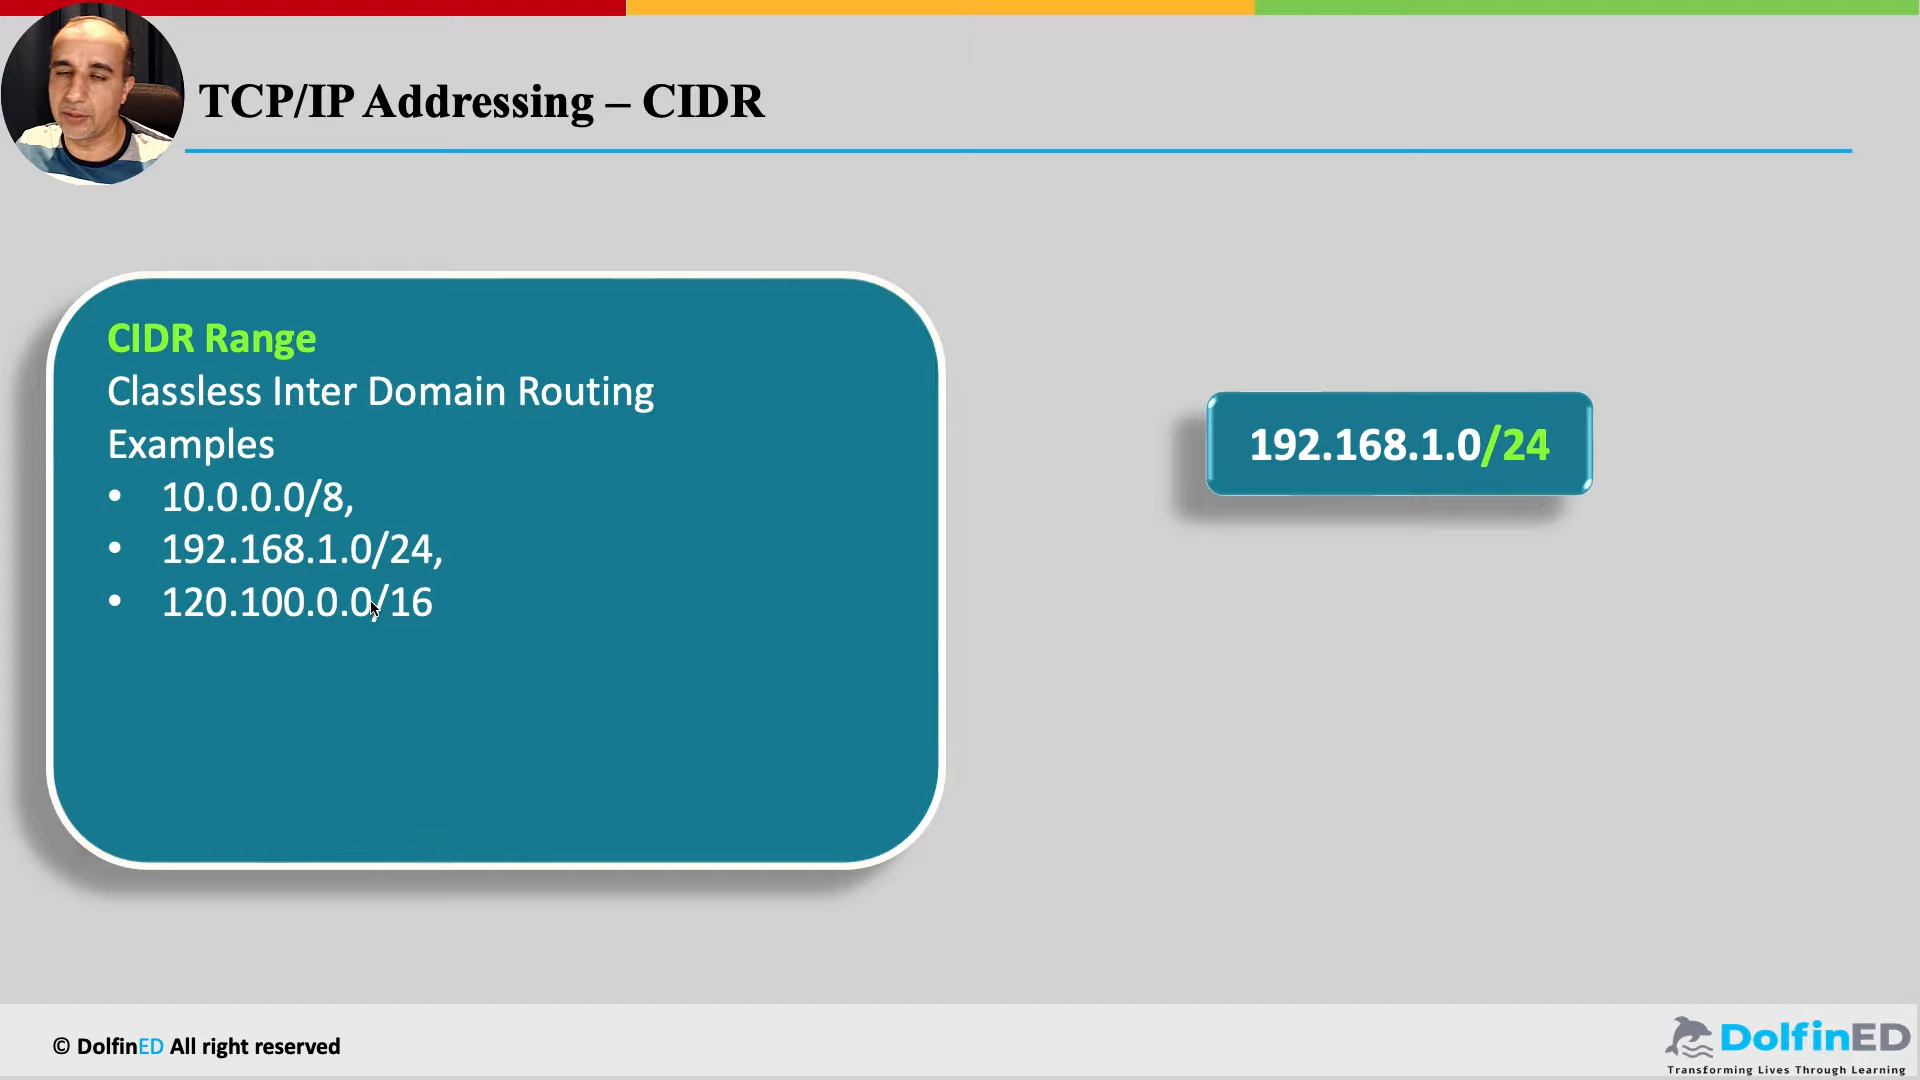 TCP/IP Addressing – CIDR
CIDR Range
Classless Inter Domain Routing
Examples
• 10.0.0.0/8,
• 192.168.1.0/24,
• 120.100.0.0/16
192.168.1.0/24
© DolfinED All right reserved
DolfinED
Transforming Lives Through Learning